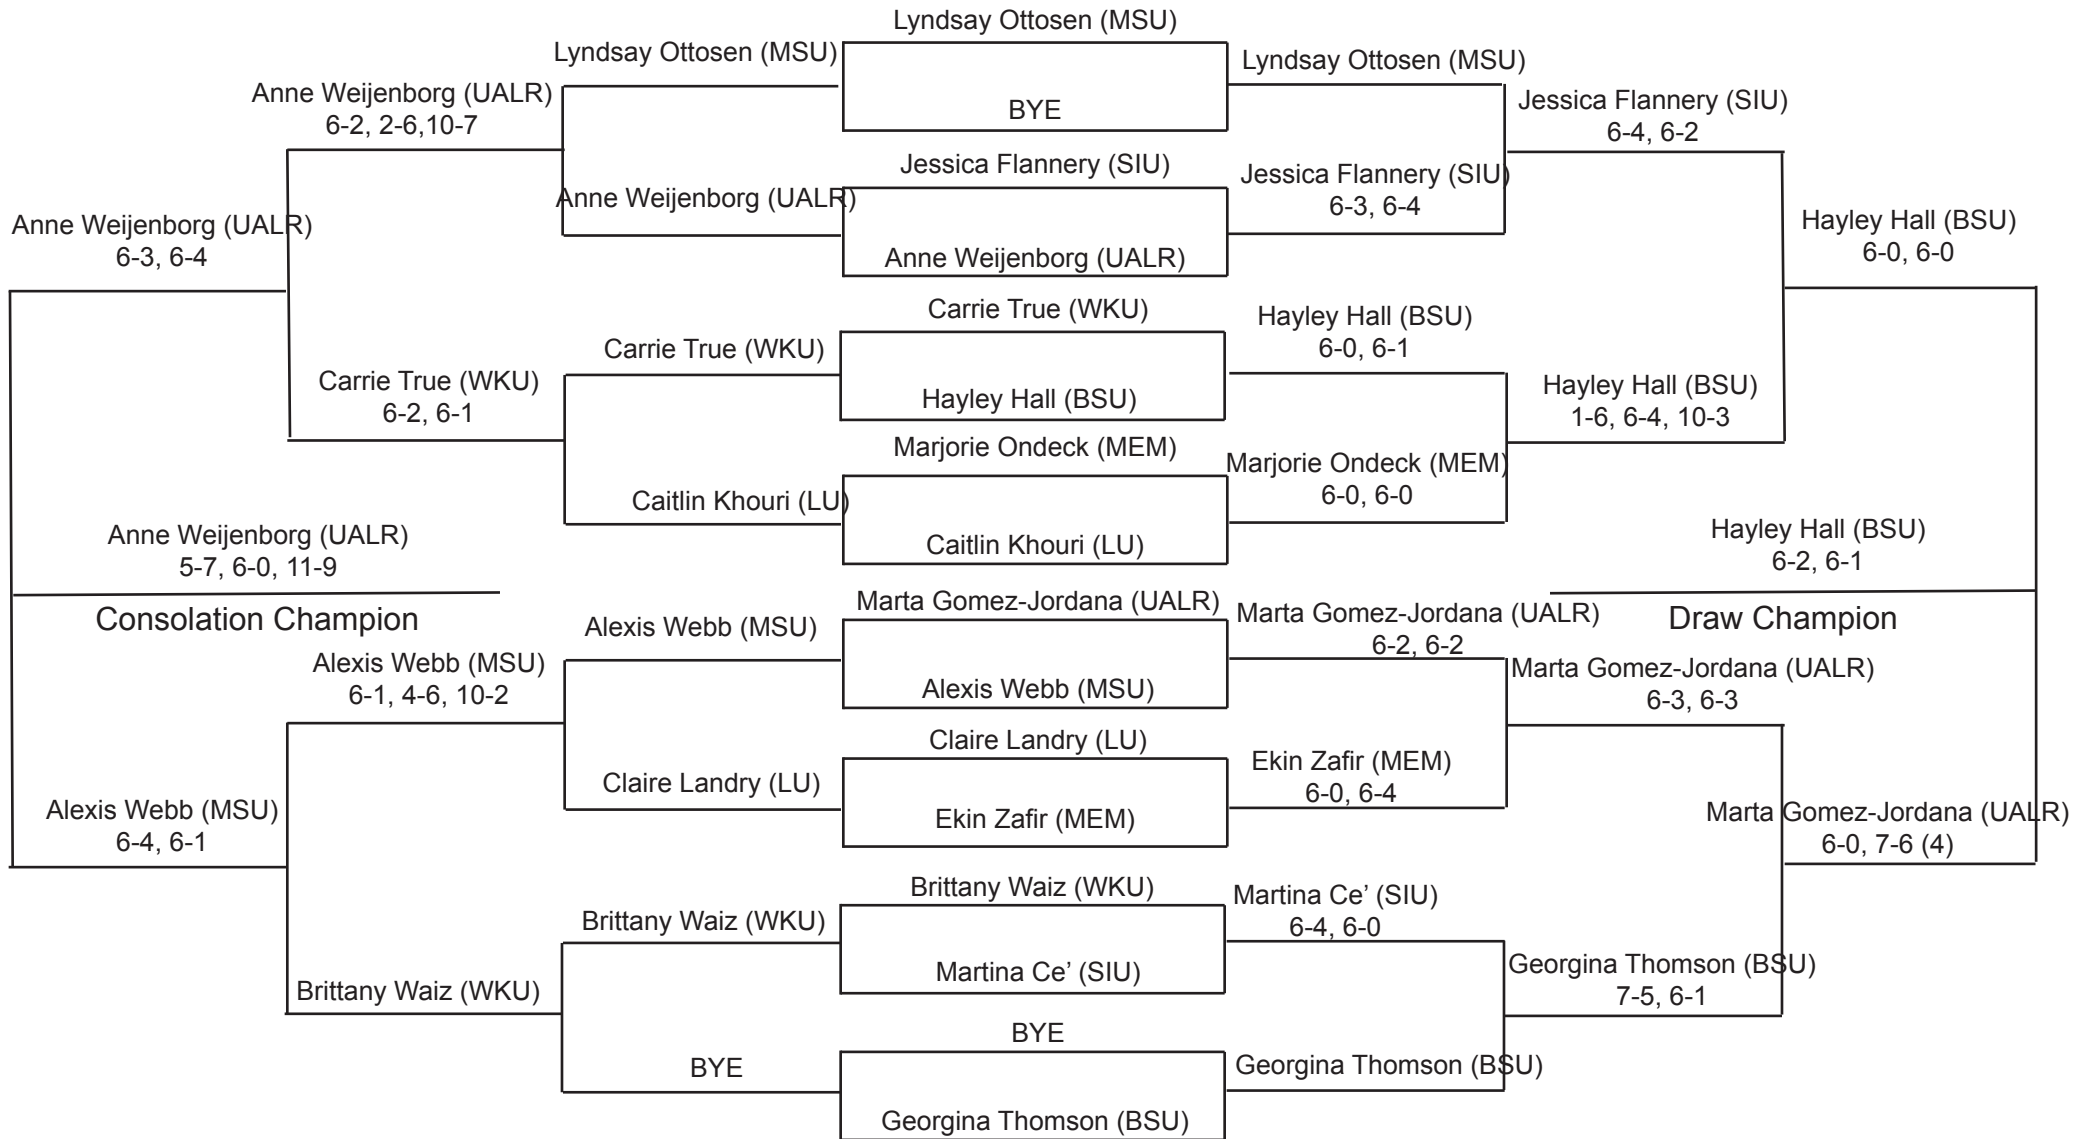 Lyndsay Ottosen (MSU)
Lyndsay Ottosen (MSU)
Lyndsay Ottosen (MSU)
Anne Weijenborg (UALR)
6-2, 2-6,10-7
BYE
Jessica Flannery (SIU)
6-4, 6-2
Jessica Flannery (SIU)
Anne Weijenborg (UALR)
Jessica Flannery (SIU)
6-3, 6-4
Anne Weijenborg (UALR)
6-3, 6-4
Hayley Hall (BSU)
6-0, 6-0
Anne Weijenborg (UALR)
Carrie True (WKU)
Hayley Hall (BSU)
6-0, 6-1
Carrie True (WKU)
Carrie True (WKU)
6-2, 6-1
Hayley Hall (BSU)
Hayley Hall (BSU)
1-6, 6-4, 10-3
Marjorie Ondeck (MEM)
Marjorie Ondeck (MEM)
6-0, 6-0
Caitlin Khouri (LU)
Caitlin Khouri (LU)
Anne Weijenborg (UALR)
5-7, 6-0, 11-9
Consolation Champion
Hayley Hall (BSU)
6-2, 6-1
Draw Champion
Marta Gomez-Jordana (UALR)
Marta Gomez-Jordana (UALR)
6-2, 6-2
Alexis Webb (MSU)
Alexis Webb (MSU)
6-1, 4-6, 10-2
Alexis Webb (MSU)
Marta Gomez-Jordana (UALR)
6-3, 6-3
Claire Landry (LU)
Claire Landry (LU)
Ekin Zafir (MEM)
6-0, 6-4
Ekin Zafir (MEM)
Alexis Webb (MSU)
6-4, 6-1
Marta Gomez-Jordana (UALR)
6-0, 7-6 (4)
Brittany Waiz (WKU)
Martina Ce’ (SIU)
6-4, 6-0
Brittany Waiz (WKU)
Martina Ce’ (SIU)
Brittany Waiz (WKU)
Georgina Thomson (BSU)
7-5, 6-1
BYE
BYE
Georgina Thomson (BSU)
Georgina Thomson (BSU)